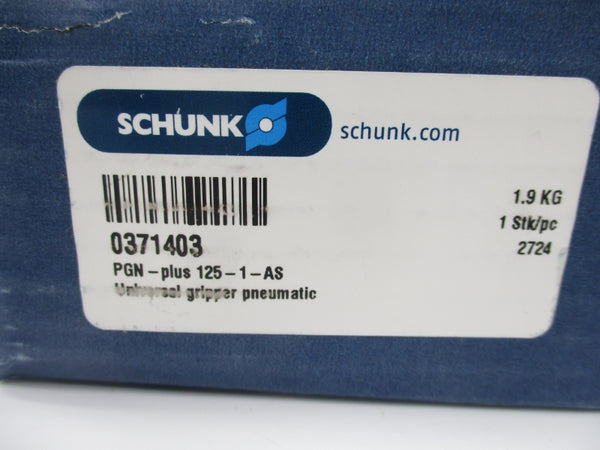 SCHUNK
schunk.com
0371403
PGN-plus 125-1-AS
Universal gripper pneumatic
1.9 KG
1 Stk/pc
2724